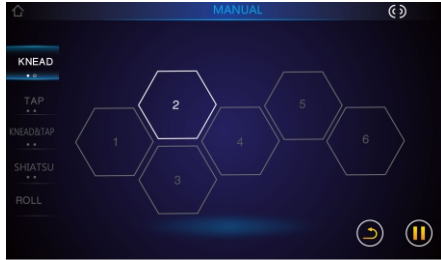 MANUAL
KNEAD
TAP
KNEAD&TAP
SHIATSU
ROLL
1
2
3
4
5
6